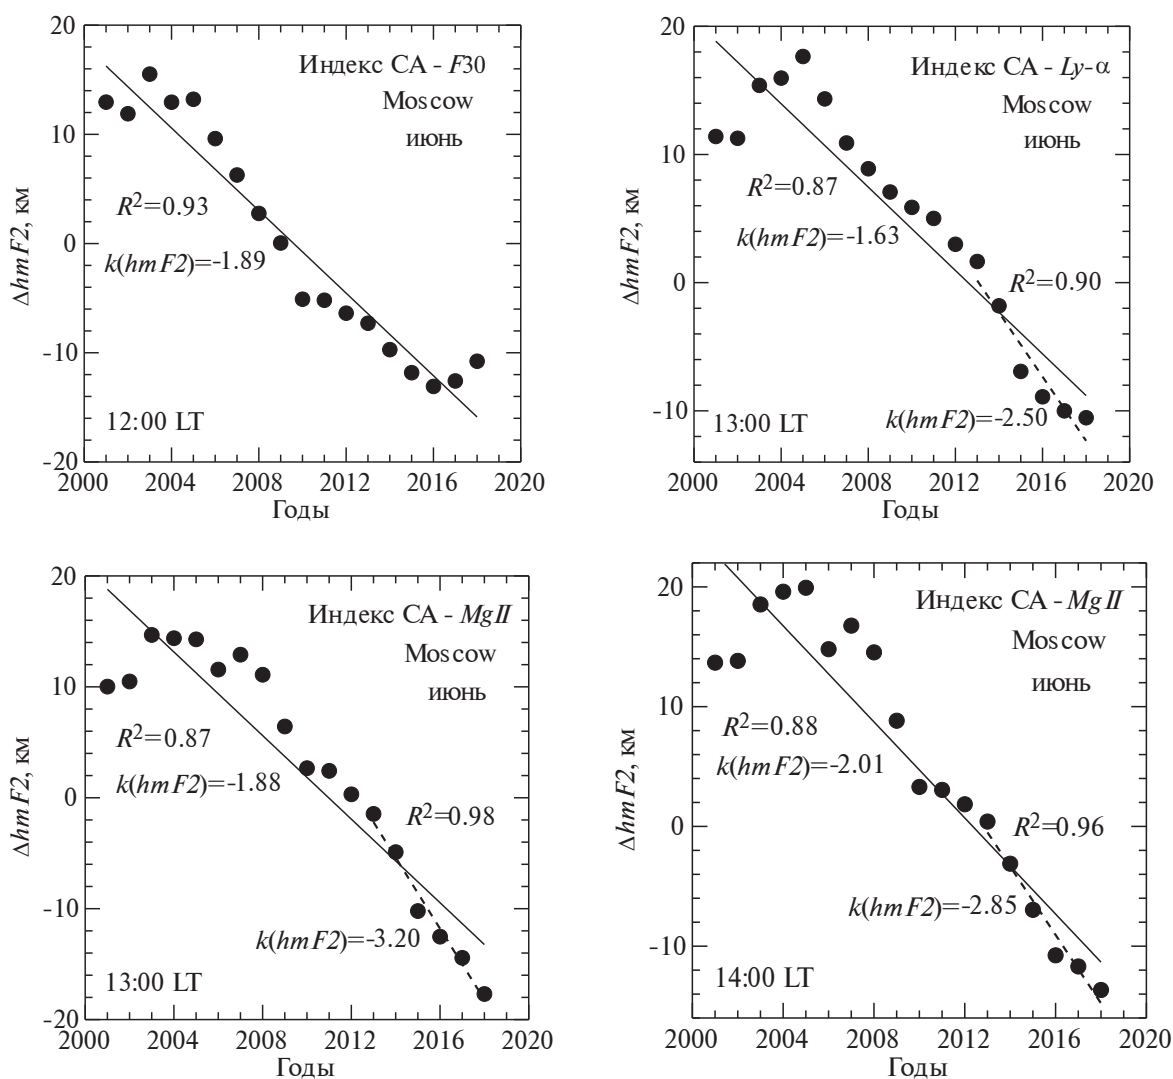 20
Индекс СА - F30
Moscow
июнь
10
R²=0.93
0
k(hmF2)=-1.89
ΔhmF2, км
-10
12:00 LT
-20
2000 2004 2008 2012 2016 2020
Годы
20
Индекс СА - Ly-α
Moscow
июнь
10
R²=0.87
k(hmF2)=-1.63
0
R²=0.90
ΔhmF2, км
-10
k(hmF2)=-2.50
13:00 LT
2000 2004 2008 2012 2016 2020
Годы
20
Индекс СА - MgII
Moscow
июнь
10
R²=0.87
k(hmF2)=-1.88
0
R²=0.98
ΔhmF2, км
-10
k(hmF2)=-3.20
13:00 LT
-20
2000 2004 2008 2012 2016 2020
Годы
20
Индекс СА - MgII
Moscow
июнь
10
R²=0.88
k(hmF2)=-2.01
0
R²=0.96
ΔhmF2, км
k(hmF2)=-2.85
-10
14:00 LT
2000 2004 2008 2012 2016 2020
Годы